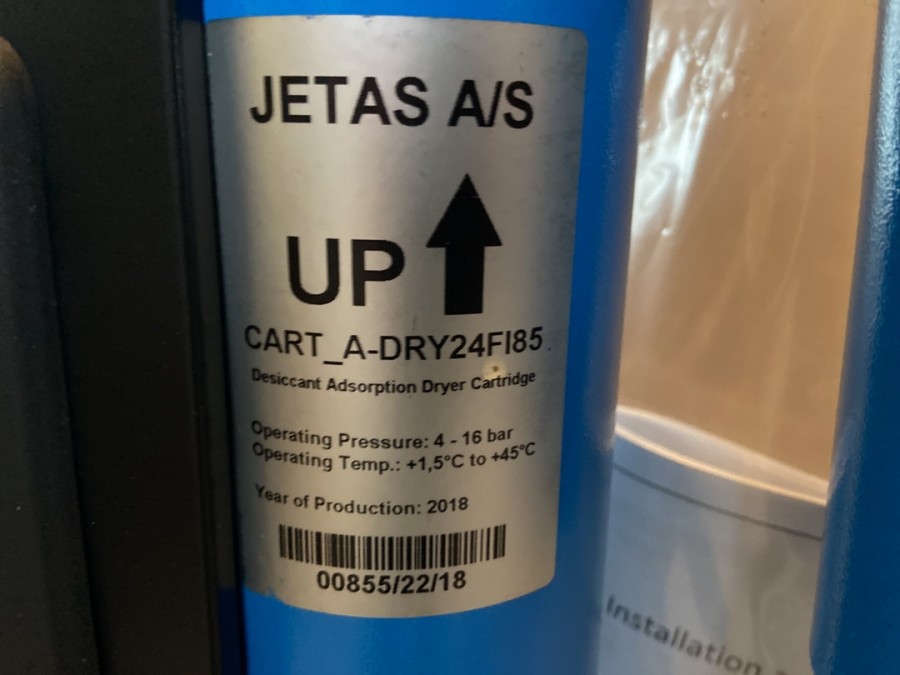 JETAS A/S
UP
CART_A-DRY24FI85
Desiccant Adsorption Dryer Cartridge
Operating Pressure: 4 - 16 bar
Operating Temp.: +1,5°C to +45°C
Year of Production: 2018
00855/22/18
Installation